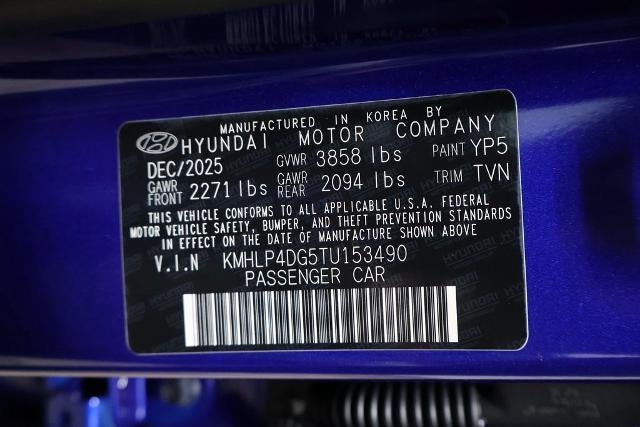 MANUFACTURED IN KOREA BY
HYUNDAI MOTOR COMPANY
DEC/2025 GVWR 3858 lbs PAINT YP5
GAWR FRONT 2271 lbs GAWR REAR 2094 lbs TRIM TVN
THIS VEHICLE CONFORMS TO ALL APPLICABLE U.S.A. FEDERAL
MOTOR VEHICLE SAFETY, BUMPER, AND THEFT PREVENTION STANDARDS
IN EFFECT ON THE DATE OF MANUFACTURE SHOWN ABOVE
V.I.N KMHLP4DG5TU153490
PASSENGER CAR